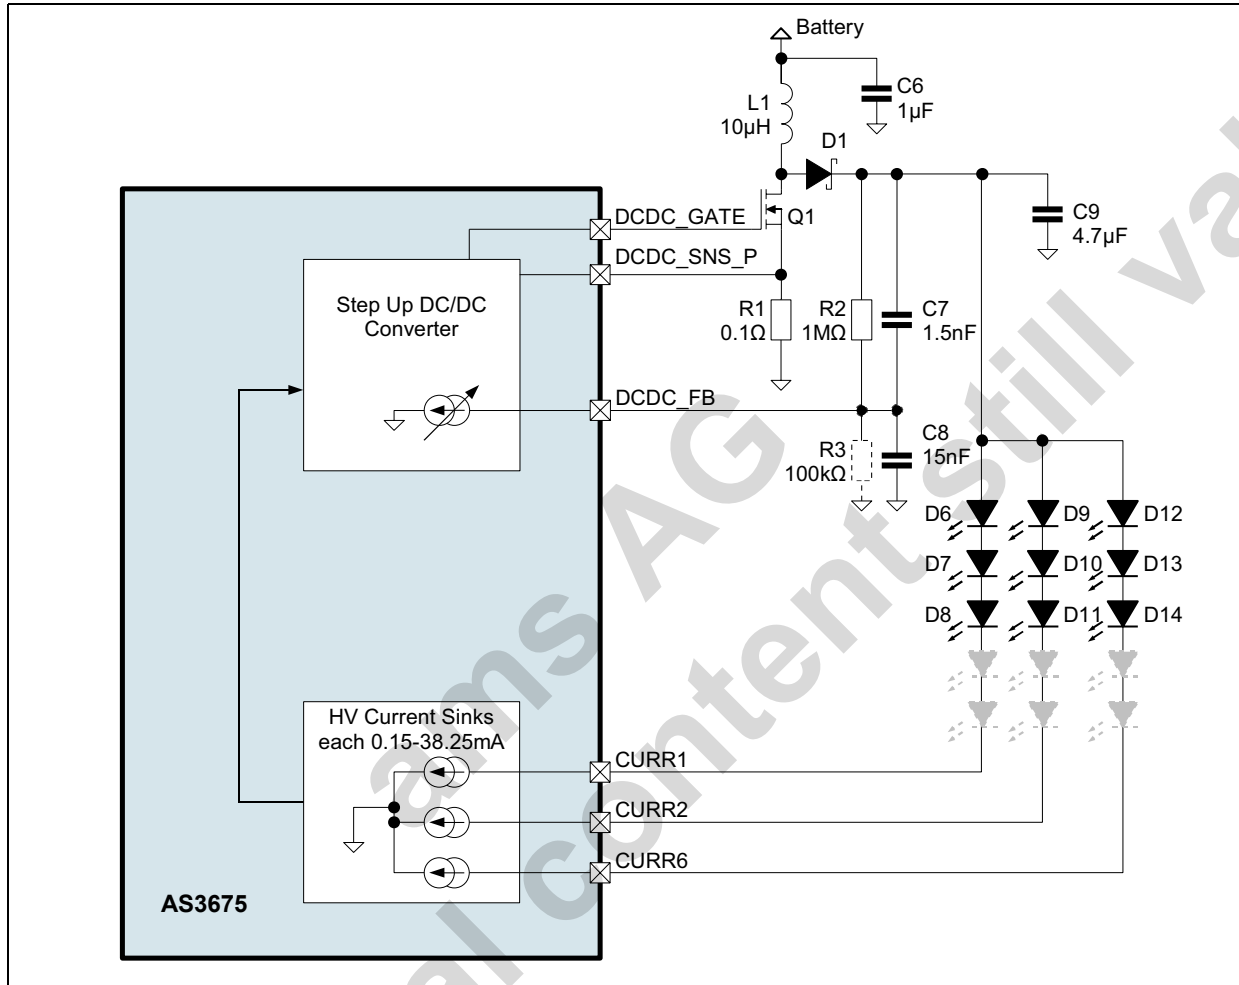 Battery
C6
1µF
L1
10µH
D1
DCDC_GATE
Q1
C9
4.7µF
DCDC_SNS_P
Step Up DC/DC
Converter
R1
0.1Ω
R2
1MΩ
C7
1.5nF
DCDC_FB
R3
100kΩ
C8
15nF
D6
D9
D12
D7
D10
D13
D8
D11
D14
HV Current Sinks
each 0.15-38.25mA
CURR1
CURR2
CURR6
AS3675
ams AG
al content still va